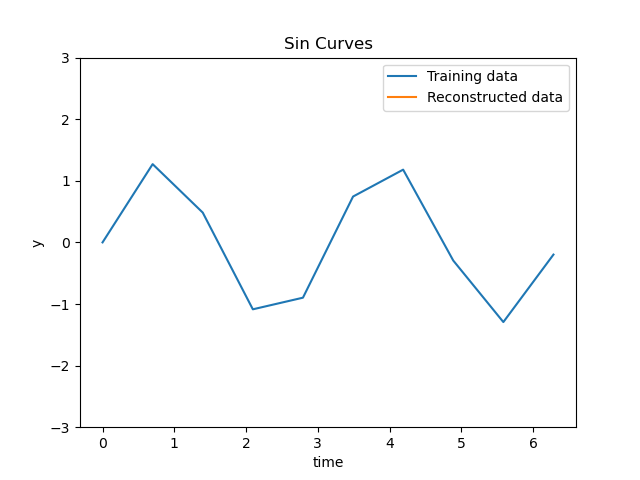 Sin Curves
Training data
Reconstructed data
3
2
1
0
−1
−2
−3
y
0 1 2 3 4 5 6
time